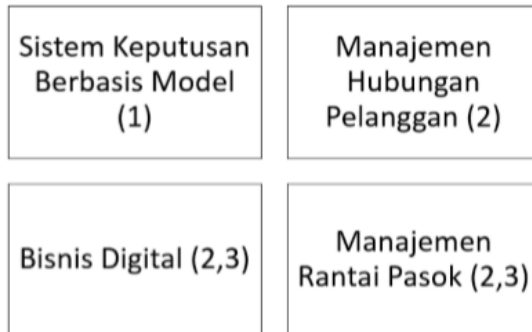 Sistem Keputusan
Berbasis Model
(1)
Manajemen
Hubungan
Pelanggan (2)
Bisnis Digital (2,3)
Manajemen
Rantai Pasok (2,3)